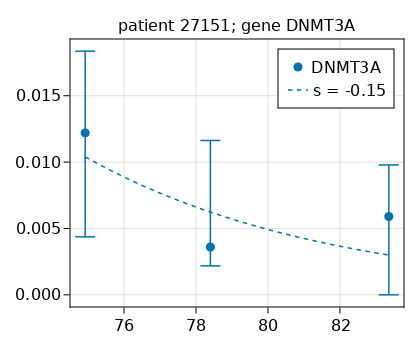 patient 27151; gene DNMT3A
DNMT3A
s = -0.15
0.015
0.010
0.005
0.000
76
78
80
82